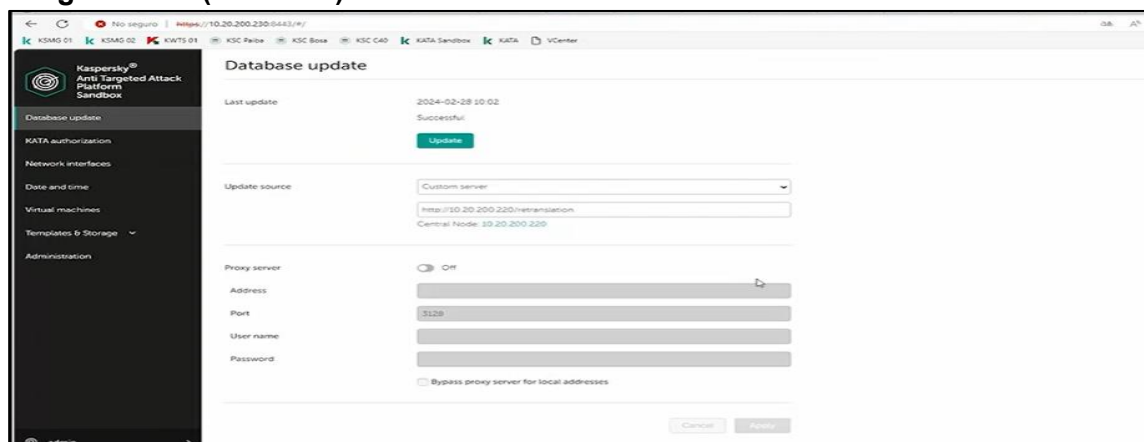 No seguro | https://10.20.200.230:8443/#/
KSMG 01 KSMG 02 KWTS 01 KSC Paiba KSC Bosa KSC C40 KATA Sandbox KATA VCenter
Kaspersky®
Anti Targeted Attack
Platform
Sandbox
Database update
Last update 2024-02-28 10:02
Successful
Database update
Update
KATA authorization
Network interfaces
Date and time
Update source Custom server
Virtual machines
http://10.20.200.220/retranslation
Central Node: 10.20.200.220
Templates & Storage
Administration
Proxy server Off
Address
Port 3128
User name
Password
Bypass proxy server for local addresses
Cancel Apply
admin